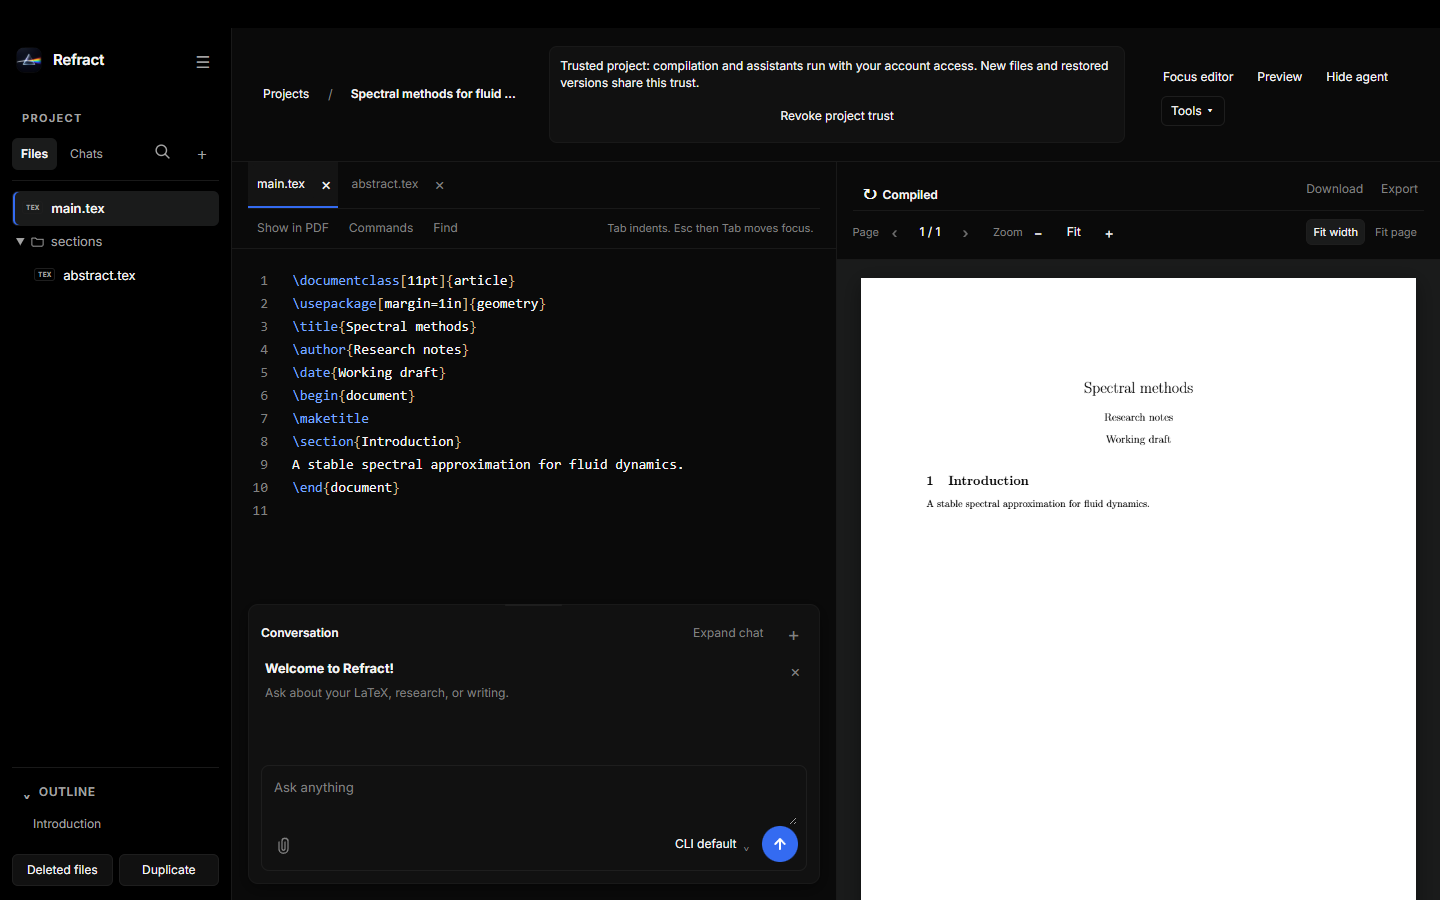 Refract
PROJECT
Files
Chats
+
TEX main.tex
sections
TEX abstract.tex
OUTLINE
Introduction
Deleted files
Duplicate
Projects / Spectral methods for fluid ...
Trusted project: compilation and assistants run with your account access. New files and restored
versions share this trust.
Revoke project trust
Focus editor
Preview
Hide agent
Tools
main.tex ×
abstract.tex ×
Show in PDF
Commands
Find
Tab indents. Esc then Tab moves focus.
1 \documentclass[11pt]{article}
2 \usepackage[margin=1in]{geometry}
3 \title{Spectral methods}
4 \author{Research notes}
5 \date{Working draft}
6 \begin{document}
7 \maketitle
8 \section{Introduction}
9 A stable spectral approximation for fluid dynamics.
10 \end{document}
11
Conversation
Expand chat
+
Welcome to Refract!
×
Ask about your LaTeX, research, or writing.
Ask anything
CLI default
Compiled
Download
Export
Page ‹ 1 / 1 ›
Zoom − Fit +
Fit width
Fit page
Spectral methods
Research notes
Working draft
1 Introduction
A stable spectral approximation for fluid dynamics.